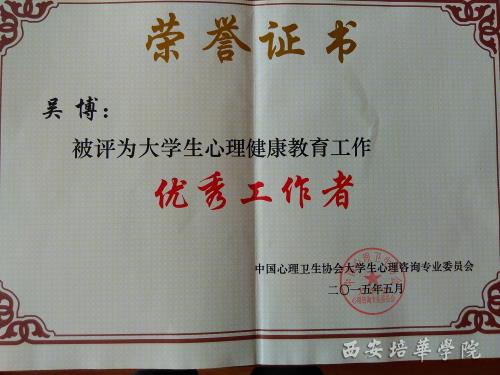 荣誉证书
吴博：
被评为大学生心理健康教育工作
优秀工作者
中国心理卫生协会大学生心理咨询专业委员会
二〇一五年五月
西安培華学院